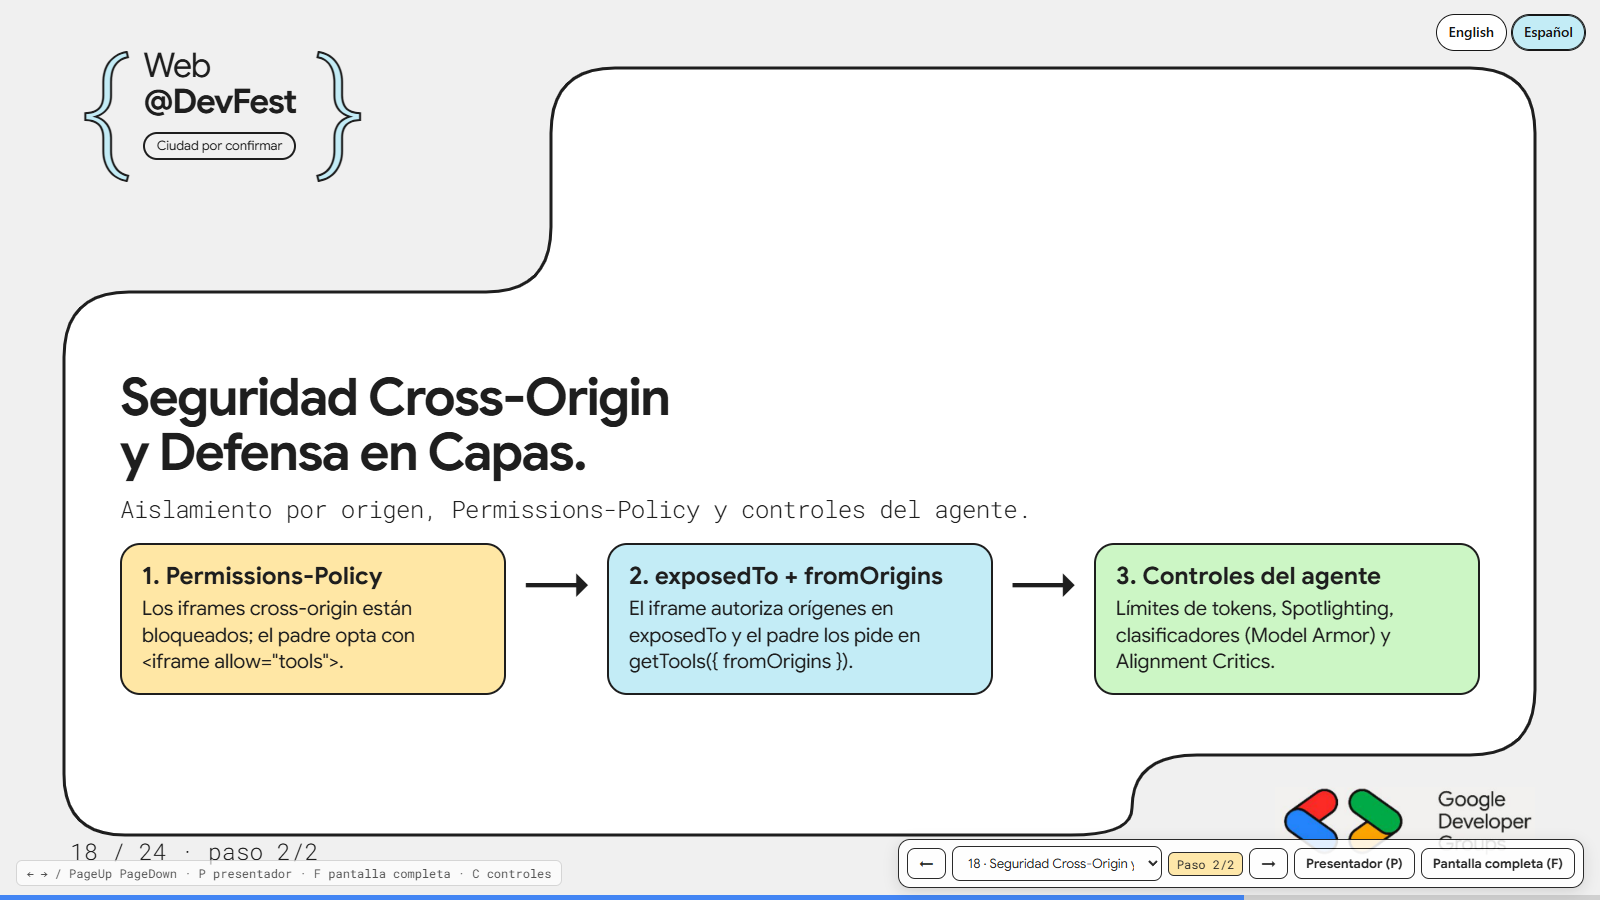 English
Español
Web
@DevFest
Ciudad por confirmar
Seguridad Cross-Origin
y Defensa en Capas.
Aislamiento por origen, Permissions-Policy y controles del agente.
1. Permissions-Policy
Los iframes cross-origin están
bloqueados; el padre opta con
<iframe allow="tools">.
2. exposedTo + fromOrigins
El iframe autoriza orígenes en
exposedTo y el padre los pide en
getTools({ fromOrigins }).
3. Controles del agente
Límites de tokens, Spotlighting,
clasificadores (Model Armor) y
Alignment Critics.
Google
Developer
Groups
18 / 24 · paso 2/2
← → / PageUp PageDown · P presentador · F pantalla completa · C controles
←
18 · Seguridad Cross-Origin y
Paso 2/2
→
Presentador (P)
Pantalla completa (F)